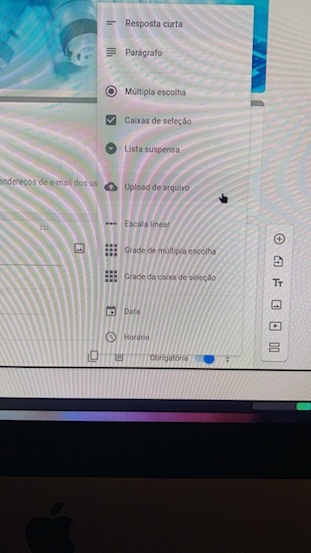 Resposta curta
Parágrafo
Múltipla escolha
Caixas de seleção
Lista suspensa
endereços de e-mail dos us
Upload de arquivo
Escala linear
Grade de múltipla escolha
Grade da caixa de seleção
Data
Horário
Obrigatória
Tт